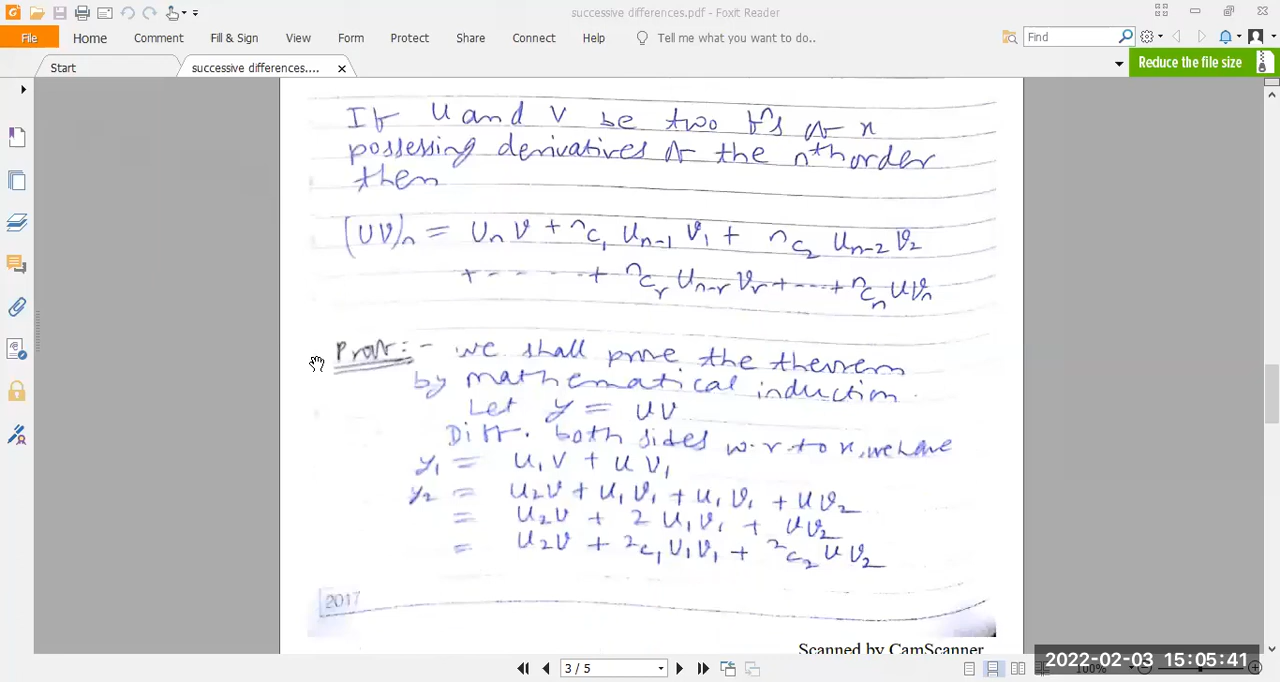 successive differences.pdf - Foxit Reader
File Home Comment Fill & Sign View Form Protect Share Connect Help Tell me what you want to do.. Find
Start successive differences.... Reduce the file size
If U and V be two fⁿs of x
possessing derivatives of the nth order
then
(UV)ₙ = Uₙ V + ⁿC₁ Uₙ₋₁ V₁ + ⁿC₂ Uₙ₋₂ V₂
+ - - - - + ⁿCᵣ Uₙ₋ᵣ Vᵣ + --- + ⁿCₙ UVₙ
Proof :- we shall prove the theorem
by mathematical induction.
Let y = UV
Diff. both sides w.r.to x, we have
y₁ = U₁V + U V₁
y₂ = U₂V + U₁V₁ + U₁V₁ + UV₂
= U₂V + 2 U₁V₁ + UV₂
= U₂V + ²C₁ U₁V₁ + ²C₂ UV₂
2017
Scanned by CamScanner
3 / 5
2022-02-03 15:05:41
100%